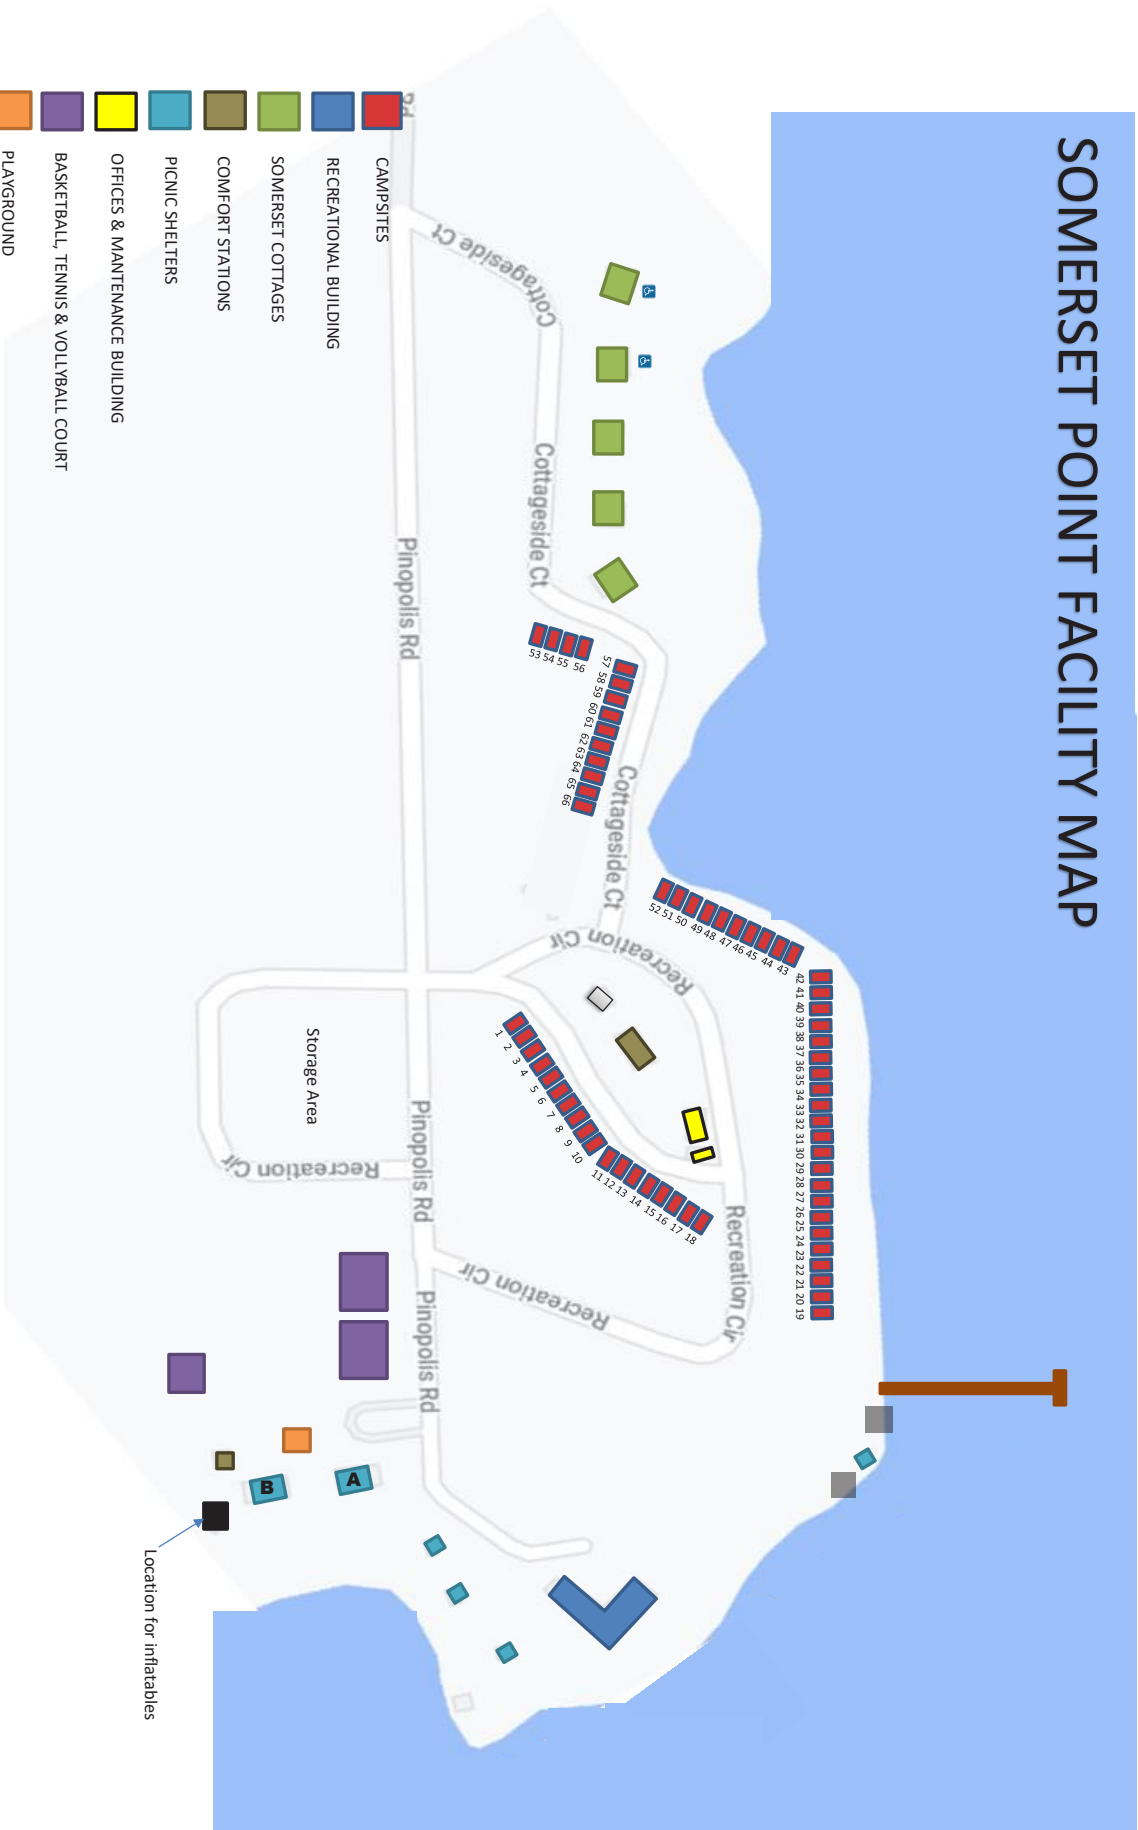 SOMERSET POINT FACILITY MAP
Rd
Cottageside Ct
Cottageside Ct
Cottageside Ct
Pinopolis Rd
Pinopolis Rd
Pinopolis Rd
Recreation Cir
Recreation Cir
Recreation Cir
Recreation Cir
Storage Area
42 41 40 39 38 37 36 35 34 33 32 31 30 29 28 27 26 25 24 23 22 21 20 19
52 51 50 49 48 47 46 45 44 43
57 58 59 60 61 62 63 64 65 66
53 54 55 56
1 2 3 4 5 6 7 8 9 10
11 12 13 14 15 16 17 18
A
B
Location for inflatables
CAMPSITES
RECREATIONAL BUILDING
SOMERSET COTTAGES
COMFORT STATIONS
PICNIC SHELTERS
OFFICES & MANTENANCE BUILDING
BASKETBALL, TENNIS & VOLLYBALL COURT
PLAYGROUND